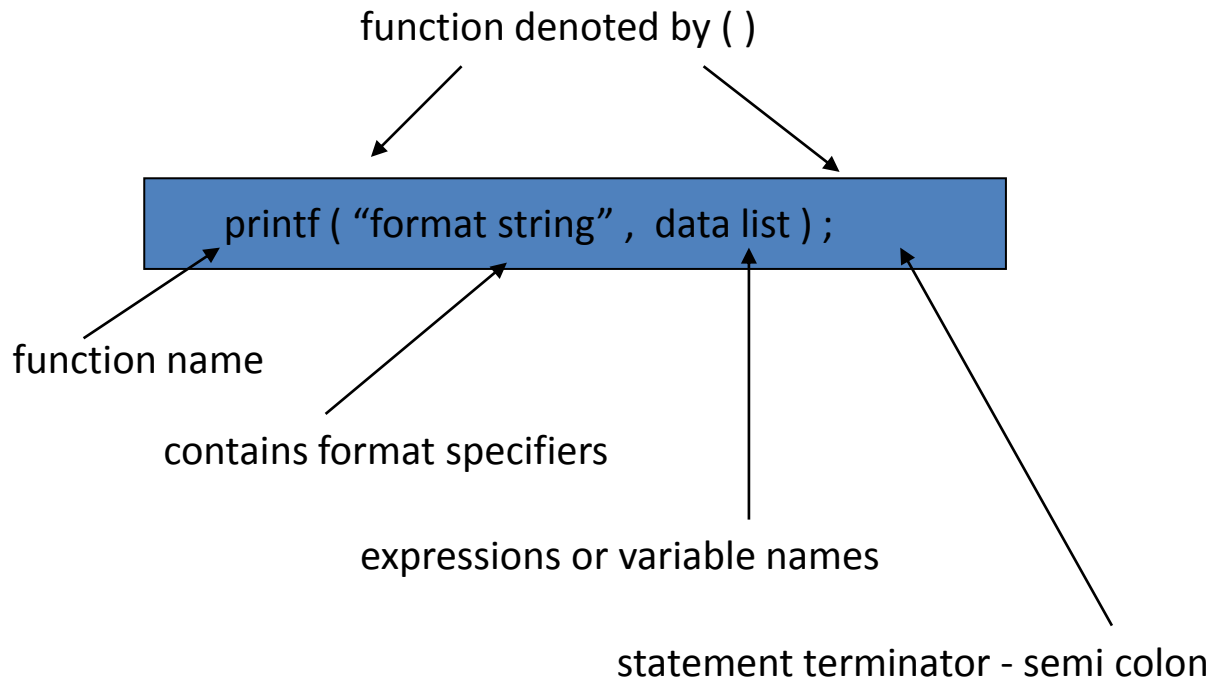 function denoted by ( )
printf ( “format string” , data list ) ;
function name
contains format specifiers
expressions or variable names
statement terminator - semi colon